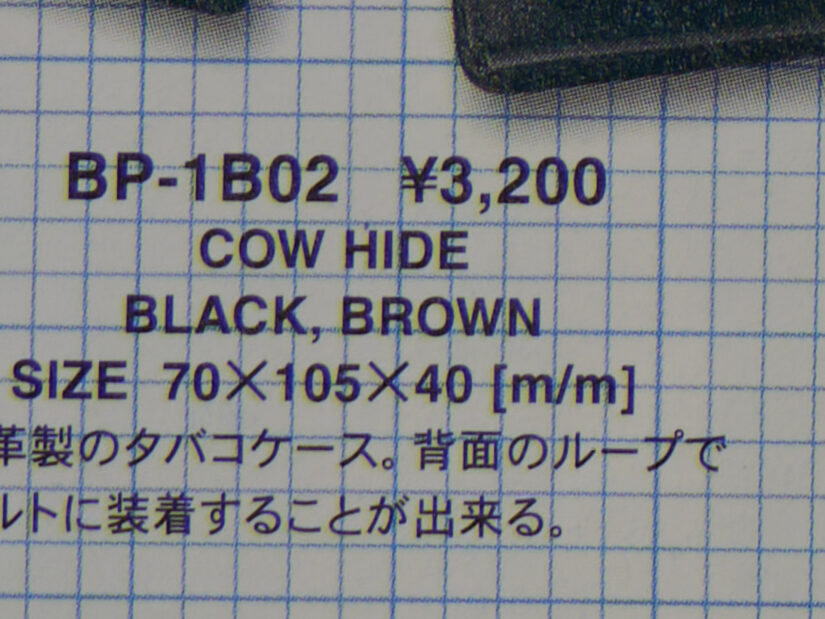 BP-1B02 ¥3,200
COW HIDE
BLACK, BROWN
SIZE 70×105×40 [m/m]
革製のタバコケース。背面のループで
ルトに装着することが出来る。